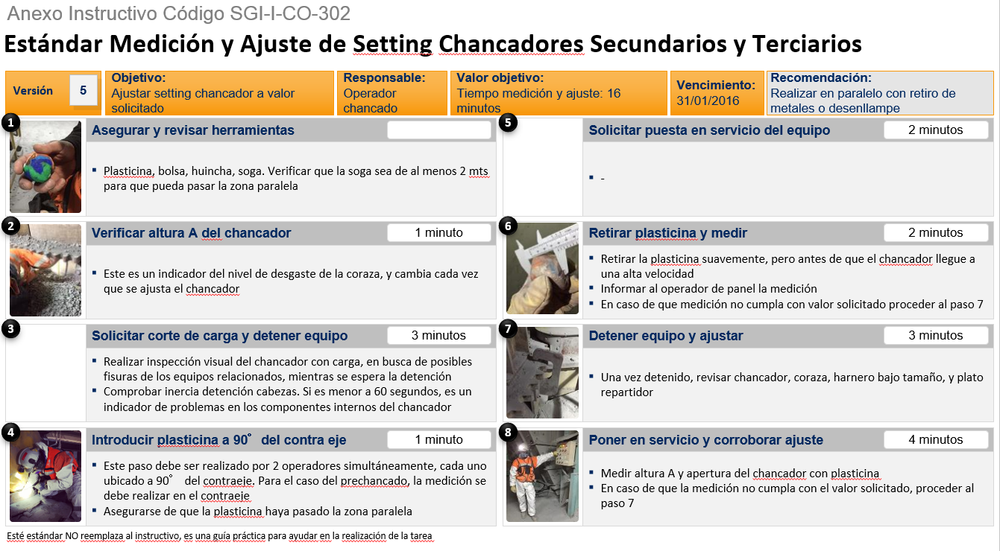 Anexo Instructivo Código SGI-I-CO-302
Estándar Medición y Ajuste de Setting Chancadores Secundarios y Terciarios
Versión 5
Objetivo:
Ajustar setting chancador a valor
solicitado
Responsable:
Operador
chancado
Valor objetivo:
Tiempo medición y ajuste: 16
minutos
Vencimiento:
31/01/2016
Recomendación:
Realizar en paralelo con retiro de
metales o desenllampe
1
Asegurar y revisar herramientas
▪ Plasticina, bolsa, huincha, soga. Verificar que la soga sea de al menos 2 mts
para que pueda pasar la zona paralela
2
Verificar altura A del chancador 1 minuto
▪ Este es un indicador del nivel de desgaste de la coraza, y cambia cada vez
que se ajusta el chancador
3
Solicitar corte de carga y detener equipo 3 minutos
▪ Realizar inspección visual del chancador con carga, en busca de posibles
fisuras de los equipos relacionados, mientras se espera la detención
▪ Comprobar inercia detención cabezas. Si es menor a 60 segundos, es un
indicador de problemas en los componentes internos del chancador
4
Introducir plasticina a 90° del contra eje 1 minuto
▪ Este paso debe ser realizado por 2 operadores simultáneamente, cada uno
ubicado a 90° del contraeje. Para el caso del prechancado, la medición se
debe realizar en el contraeje
▪ Asegurarse de que la plasticina haya pasado la zona paralela
5
Solicitar puesta en servicio del equipo 2 minutos
▪ -
6
Retirar plasticina y medir 2 minutos
▪ Retirar la plasticina suavemente, pero antes de que el chancador llegue a
una alta velocidad
▪ Informar al operador de panel la medición
▪ En caso de que medición no cumpla con valor solicitado proceder al paso 7
7
Detener equipo y ajustar 3 minutos
▪ Una vez detenido, revisar chancador, coraza, harnero bajo tamaño, y plato
repartidor
8
Poner en servicio y corroborar ajuste 4 minutos
▪ Medir altura A y apertura del chancador con plasticina
▪ En caso de que la medición no cumpla con el valor solicitado, proceder al
paso 7
Esté estándar NO reemplaza al instructivo, es una guía práctica para ayudar en la realización de la tarea